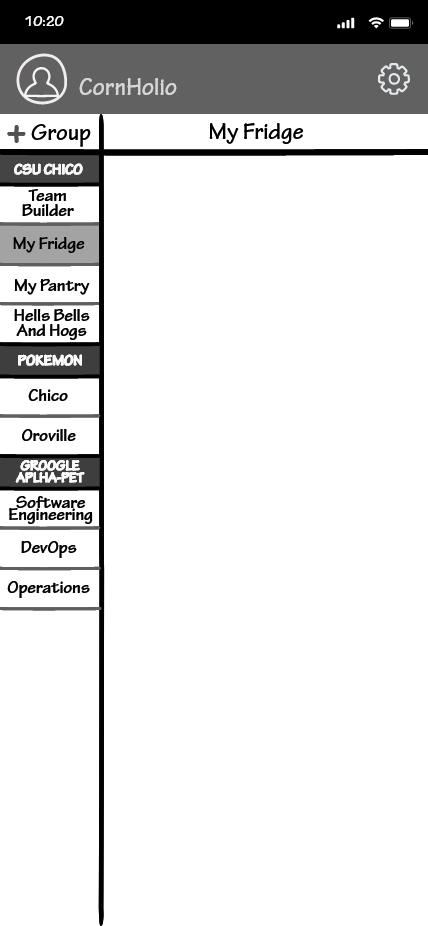 10:20
CornHolio
+ Group
My Fridge
CSU CHICO
Team
Builder
My Fridge
My Pantry
Hells Bells
And Hogs
POKEMON
Chico
Oroville
GROOGLE
APLHA-PET
Software
Engineering
DevOps
Operations